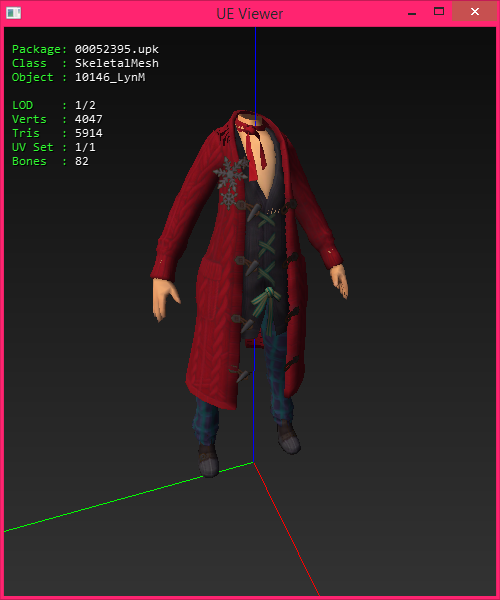 UE Viewer
Package: 00052395.upk
Class  : SkeletalMesh
Object : 10146_LynM
LOD    : 1/2
Verts  : 4047
Tris   : 5914
UV Set : 1/1
Bones  : 82